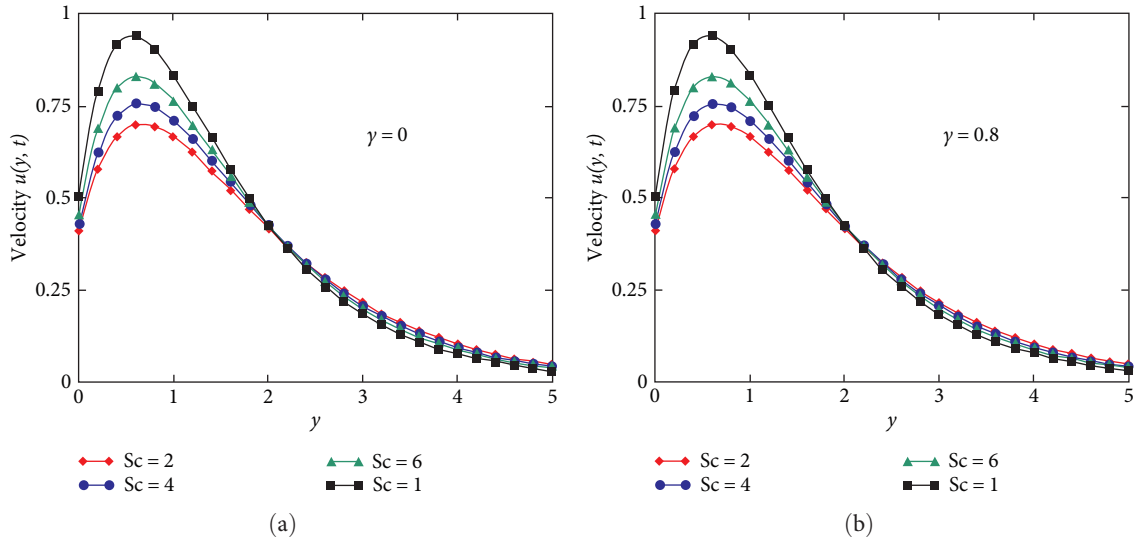 1
0.75
0.5
0.25
0
Velocity u(y, t)
γ = 0
0 1 2 3 4 5
y
Sc = 2 Sc = 6
Sc = 4 Sc = 1
(a)
1
0.75
0.5
0.25
0
Velocity u(y, t)
γ = 0.8
0 1 2 3 4 5
y
Sc = 2 Sc = 6
Sc = 4 Sc = 1
(b)